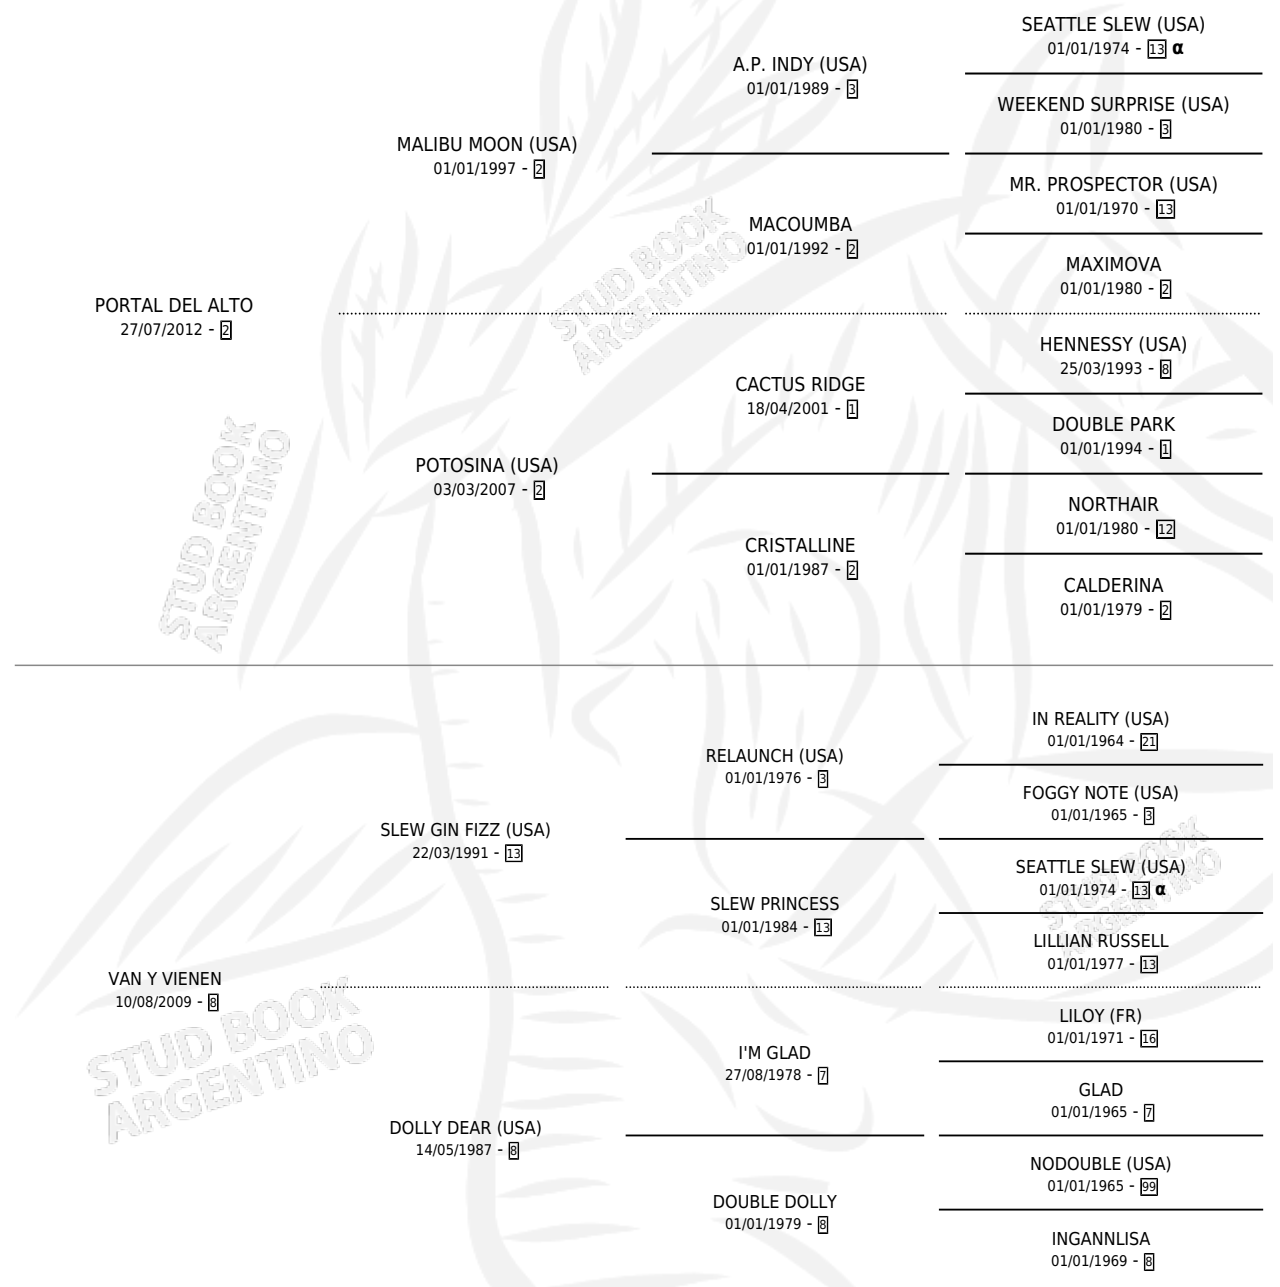 SEATTLE SLEW (USA)
01/01/1974 - 13 α
A.P. INDY (USA)
01/01/1989 - 3
WEEKEND SURPRISE (USA)
01/01/1980 - 3
MALIBU MOON (USA)
01/01/1997 - 2
MR. PROSPECTOR (USA)
01/01/1970 - 13
MACOUMBA
01/01/1992 - 2
MAXIMOVA
01/01/1980 - 2
PORTAL DEL ALTO
27/07/2012 - 2
HENNESSY (USA)
25/03/1993 - 8
CACTUS RIDGE
18/04/2001 - 1
DOUBLE PARK
01/01/1994 - 1
POTOSINA (USA)
03/03/2007 - 2
NORTHAIR
01/01/1980 - 12
CRISTALLINE
01/01/1987 - 2
CALDERINA
01/01/1979 - 2
IN REALITY (USA)
01/01/1964 - 21
RELAUNCH (USA)
01/01/1976 - 3
FOGGY NOTE (USA)
01/01/1965 - 3
SLEW GIN FIZZ (USA)
22/03/1991 - 13
SEATTLE SLEW (USA)
01/01/1974 - 13 α
SLEW PRINCESS
01/01/1984 - 13
LILLIAN RUSSELL
01/01/1977 - 13
VAN Y VIENEN
10/08/2009 - 8
LILOY (FR)
01/01/1971 - 16
I'M GLAD
27/08/1978 - 7
GLAD
01/01/1965 - 7
DOLLY DEAR (USA)
14/05/1987 - 8
NODOUBLE (USA)
01/01/1965 - 99
DOUBLE DOLLY
01/01/1979 - 8
INGANNLISA
01/01/1969 - 8
STUD BOOK
ARGENTINO
STUD BOOK
ARGENTINO
STUD BOOK
ARGENTINO
STUD BOOK
ARGENTINO